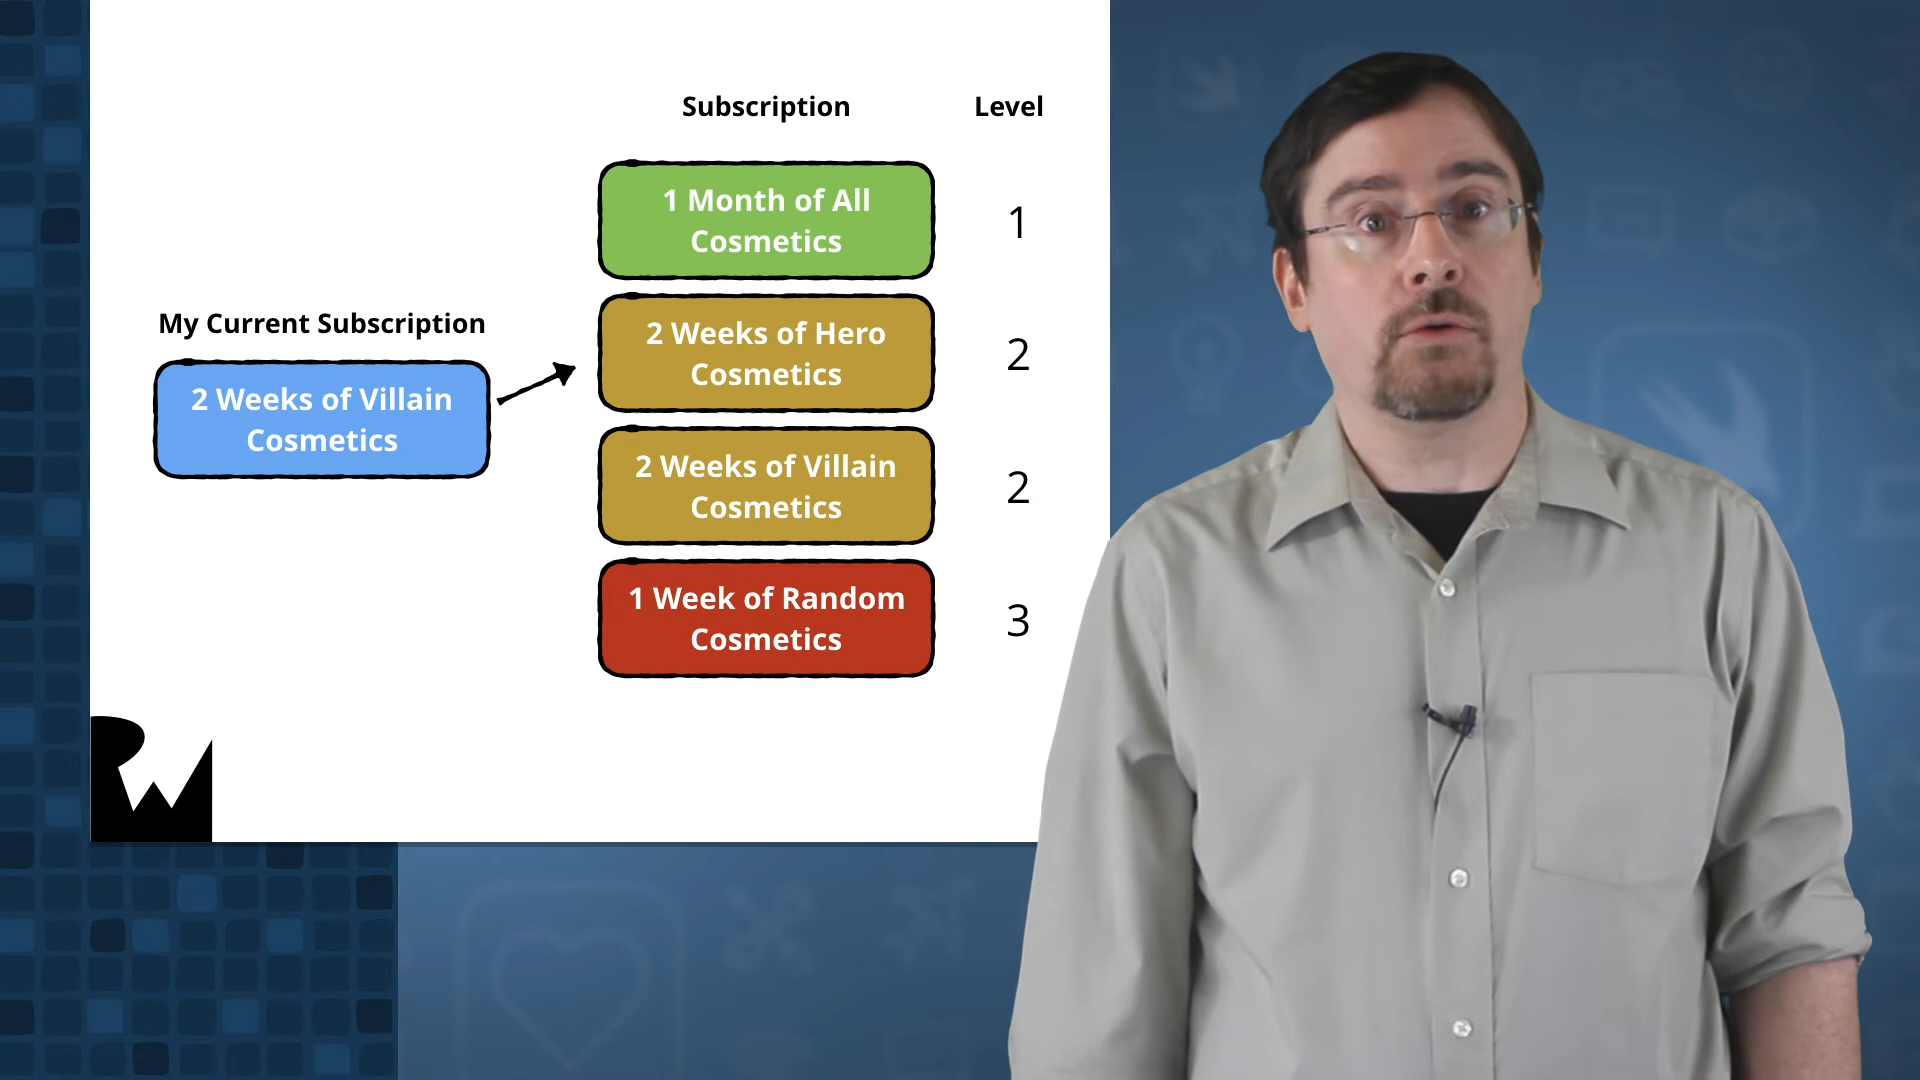 Subscription
Level
1 Month of All
Cosmetics
1
My Current Subscription
2 Weeks of Villain
Cosmetics
2 Weeks of Hero
Cosmetics
2
2 Weeks of Villain
Cosmetics
2
1 Week of Random
Cosmetics
3
RW